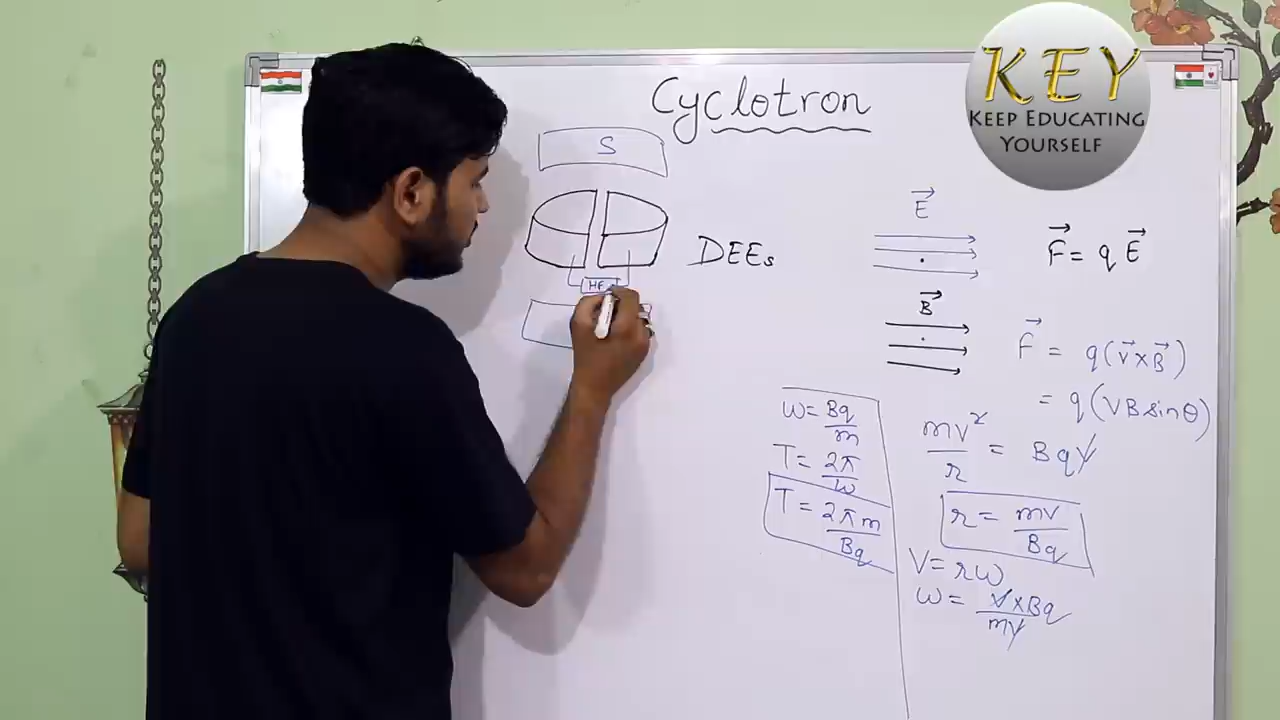 Cyclotron
KEY
KEEP EDUCATING
YOURSELF
S
DEEs
HF
E⃗
F⃗ = qE⃗
B⃗
F⃗ = q(v⃗×B⃗)
= q(VBsinθ)
mv²/r = Bqv
r = mv/Bq
V=rω
ω = v×Bq/mv
ω=Bq/m
T=2π/ω
T=2πm/Bq